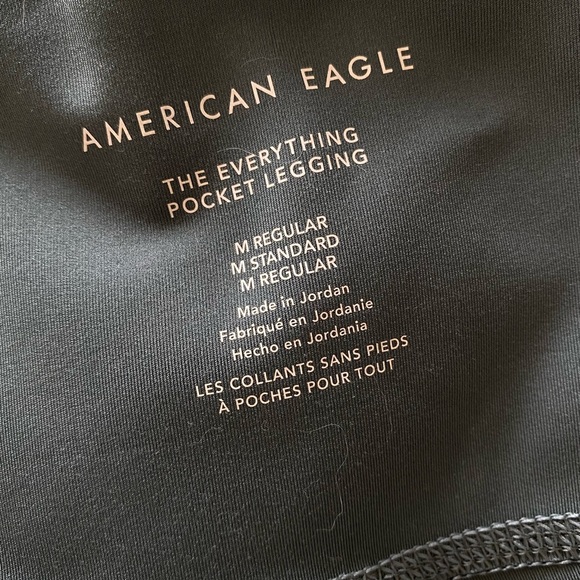 AMERICAN EAGLE
THE EVERYTHING
POCKET LEGGING
M REGULAR
M STANDARD
M REGULAR
Made in Jordan
Fabriqué en Jordanie
Hecho en Jordania
LES COLLANTS SANS PIEDS
À POCHES POUR TOUT